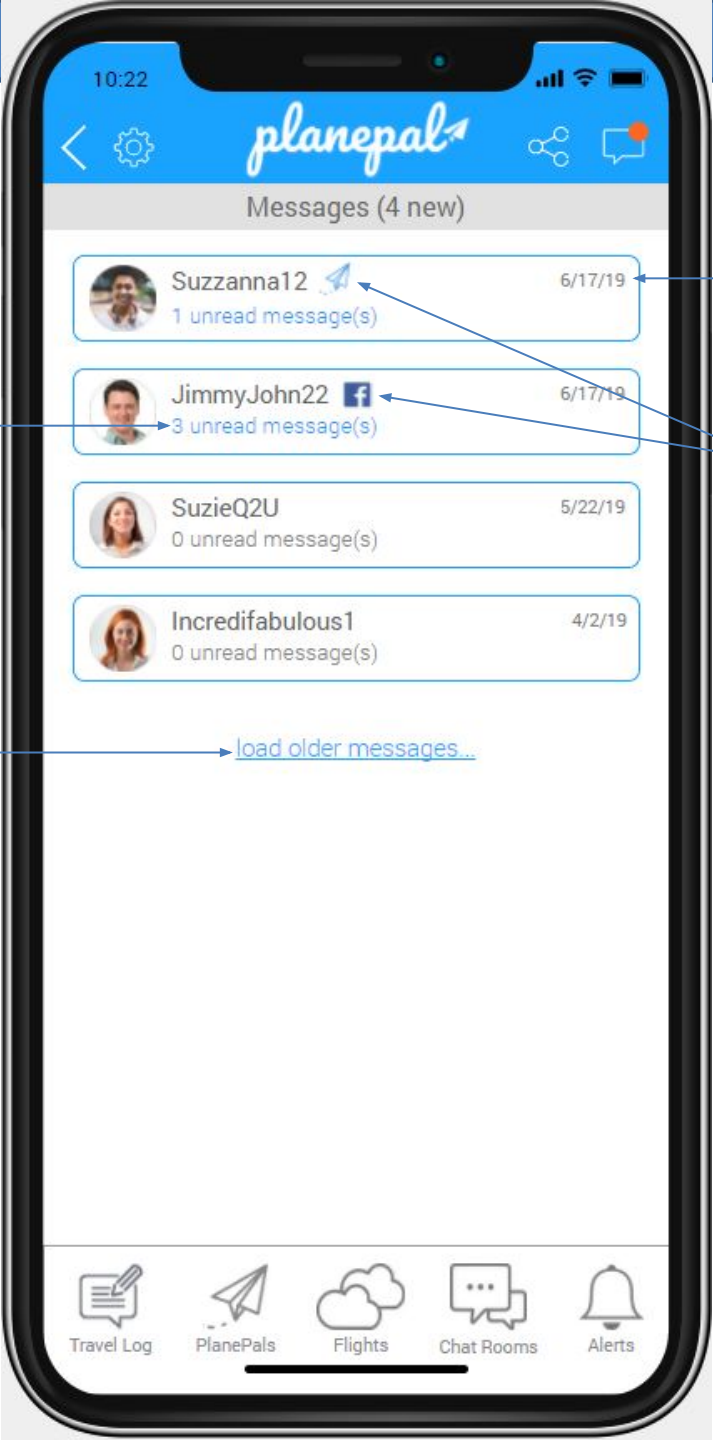 10:22
planepal
Messages (4 new)
Suzzanna12
6/17/19
1 unread message(s)
JimmyJohn22
6/17/19
3 unread message(s)
SuzieQ2U
5/22/19
0 unread message(s)
Incredifabulous1
4/2/19
0 unread message(s)
load older messages...
Travel Log
PlanePals
Flights
Chat Rooms
Alerts